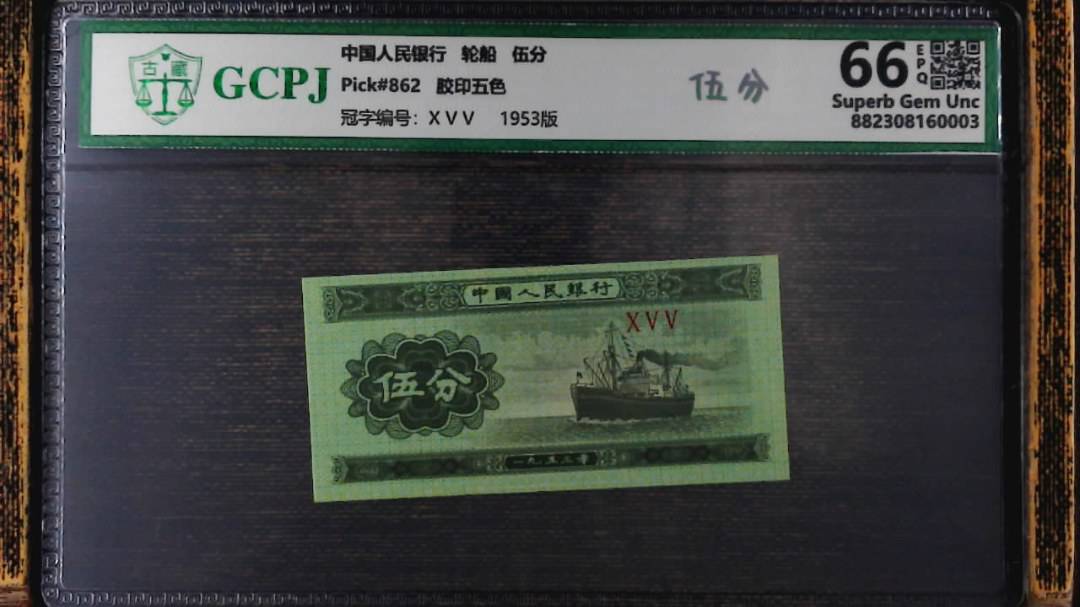 中国人民银行 轮船 伍分
Pick#862 胶印五色
冠字编号：XVV 1953版
古藏
GCPJ
伍分
66
EPQ
Superb Gem Unc
882308160003
中國人民銀行
XVV
伍分
一九五三年